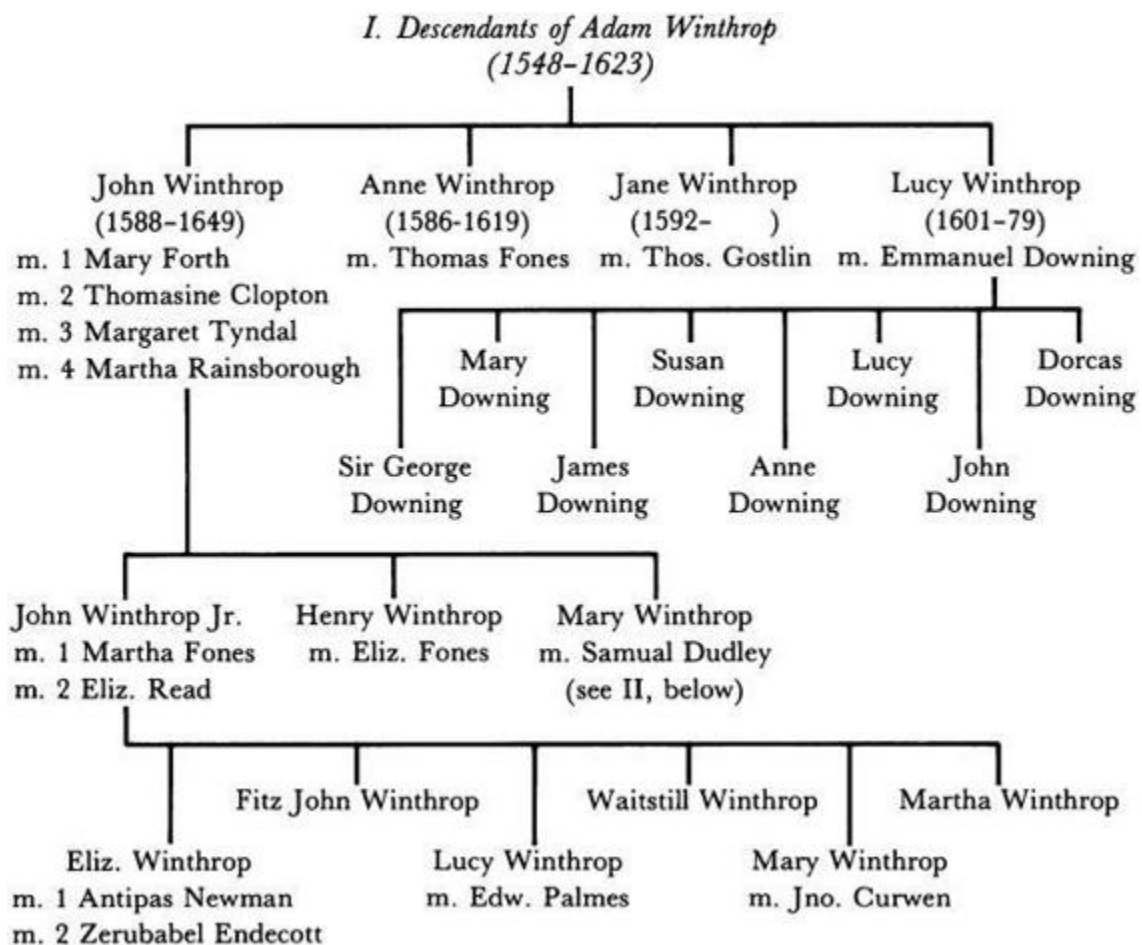 I. Descendants of Adam Winthrop
(1548–1623)
John Winthrop
(1588–1649)
m. 1 Mary Forth
m. 2 Thomasine Clopton
m. 3 Margaret Tyndal
m. 4 Martha Rainsborough
Anne Winthrop
(1586-1619)
m. Thomas Fones
Jane Winthrop
(1592– )
m. Thos. Gostlin
Lucy Winthrop
(1601–79)
m. Emmanuel Downing
Sir George
Downing
Mary
Downing
James
Downing
Susan
Downing
Anne
Downing
Lucy
Downing
John
Downing
Dorcas
Downing
John Winthrop Jr.
m. 1 Martha Fones
m. 2 Eliz. Read
Henry Winthrop
m. Eliz. Fones
Mary Winthrop
m. Samual Dudley
(see II, below)
Eliz. Winthrop
m. 1 Antipas Newman
m. 2 Zerubabel Endecott
Fitz John Winthrop
Lucy Winthrop
m. Edw. Palmes
Waitstill Winthrop
Mary Winthrop
m. Jno. Curwen
Martha Winthrop